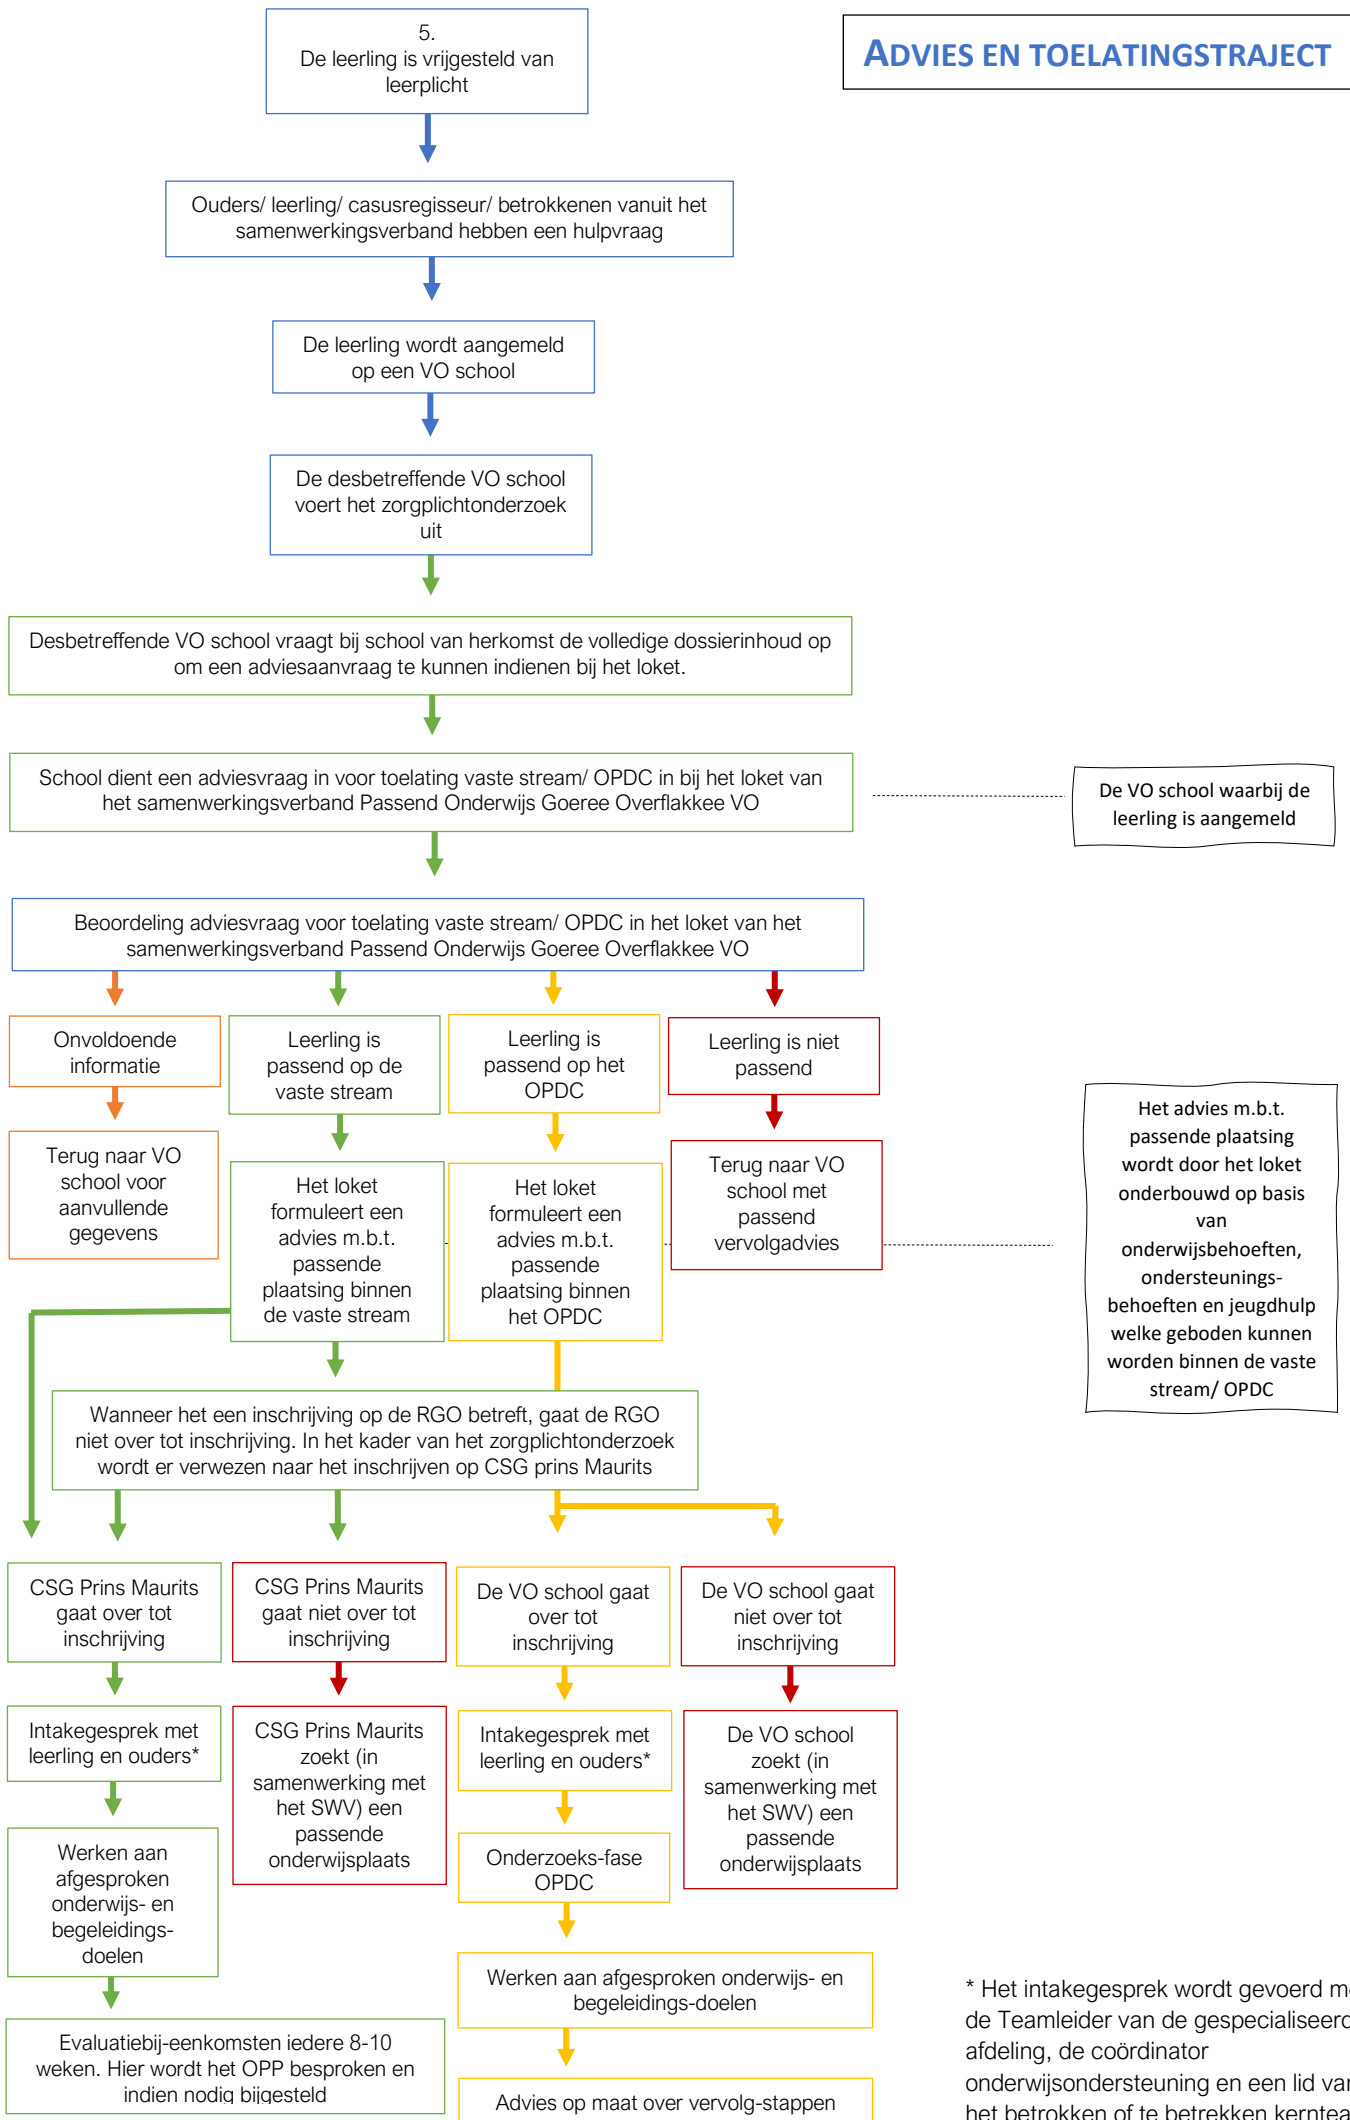 ADVIES EN TOELATINGSTRAJECT
5.
De leerling is vrijgesteld van
leerplicht
Ouders/ leerling/ casusregisseur/ betrokkenen vanuit het
samenwerkingsverband hebben een hulpvraag
De leerling wordt aangemeld
op een VO school
De desbetreffende VO school
voert het zorgplichtonderzoek
uit
Desbetreffende VO school vraagt bij school van herkomst de volledige dossierinhoud op
om een adviesaanvraag te kunnen indienen bij het loket.
School dient een adviesvraag in voor toelating vaste stream/ OPDC in bij het loket van
het samenwerkingsverband Passend Onderwijs Goeree Overflakkee VO
De VO school waarbij de
leerling is aangemeld
Beoordeling adviesvraag voor toelating vaste stream/ OPDC in het loket van het
samenwerkingsverband Passend Onderwijs Goeree Overflakkee VO
Onvoldoende
informatie
Leerling is
passend op de
vaste stream
Leerling is
passend op het
OPDC
Leerling is niet
passend
Terug naar VO
school voor
aanvullende
gegevens
Het loket
formuleert een
advies m.b.t.
passende
plaatsing binnen
de vaste stream
Het loket
formuleert een
advies m.b.t.
passende
plaatsing binnen
het OPDC
Terug naar VO
school met
passend
vervolgadvies
Het advies m.b.t.
passende plaatsing
wordt door het loket
onderbouwd op basis
van
onderwijsbehoeften,
ondersteunings-
behoeften en jeugdhulp
welke geboden kunnen
worden binnen de vaste
stream/ OPDC
Wanneer het een inschrijving op de RGO betreft, gaat de RGO
niet over tot inschrijving. In het kader van het zorgplichtonderzoek
wordt er verwezen naar het inschrijven op CSG prins Maurits
CSG Prins Maurits
gaat over tot
inschrijving
CSG Prins Maurits
gaat niet over tot
inschrijving
De VO school gaat
over tot
inschrijving
De VO school gaat
niet over tot
inschrijving
Intakegesprek met
leerling en ouders*
CSG Prins Maurits
zoekt (in
samenwerking met
het SWV) een
passende
onderwijsplaats
Intakegesprek met
leerling en ouders*
De VO school
zoekt (in
samenwerking met
het SWV) een
passende
onderwijsplaats
Werken aan
afgesproken
onderwijs- en
begeleidings-
doelen
Onderzoeks-fase
OPDC
Werken aan afgesproken onderwijs- en
begeleidings-doelen
Evaluatiebij-eenkomsten iedere 8-10
weken. Hier wordt het OPP besproken en
indien nodig bijgesteld
Advies op maat over vervolg-stappen
* Het intakegesprek wordt gevoerd
de Teamleider van de
afdeling, de coördinator
onderwijsondersteuning en een lid
het betrokken of te betrekken